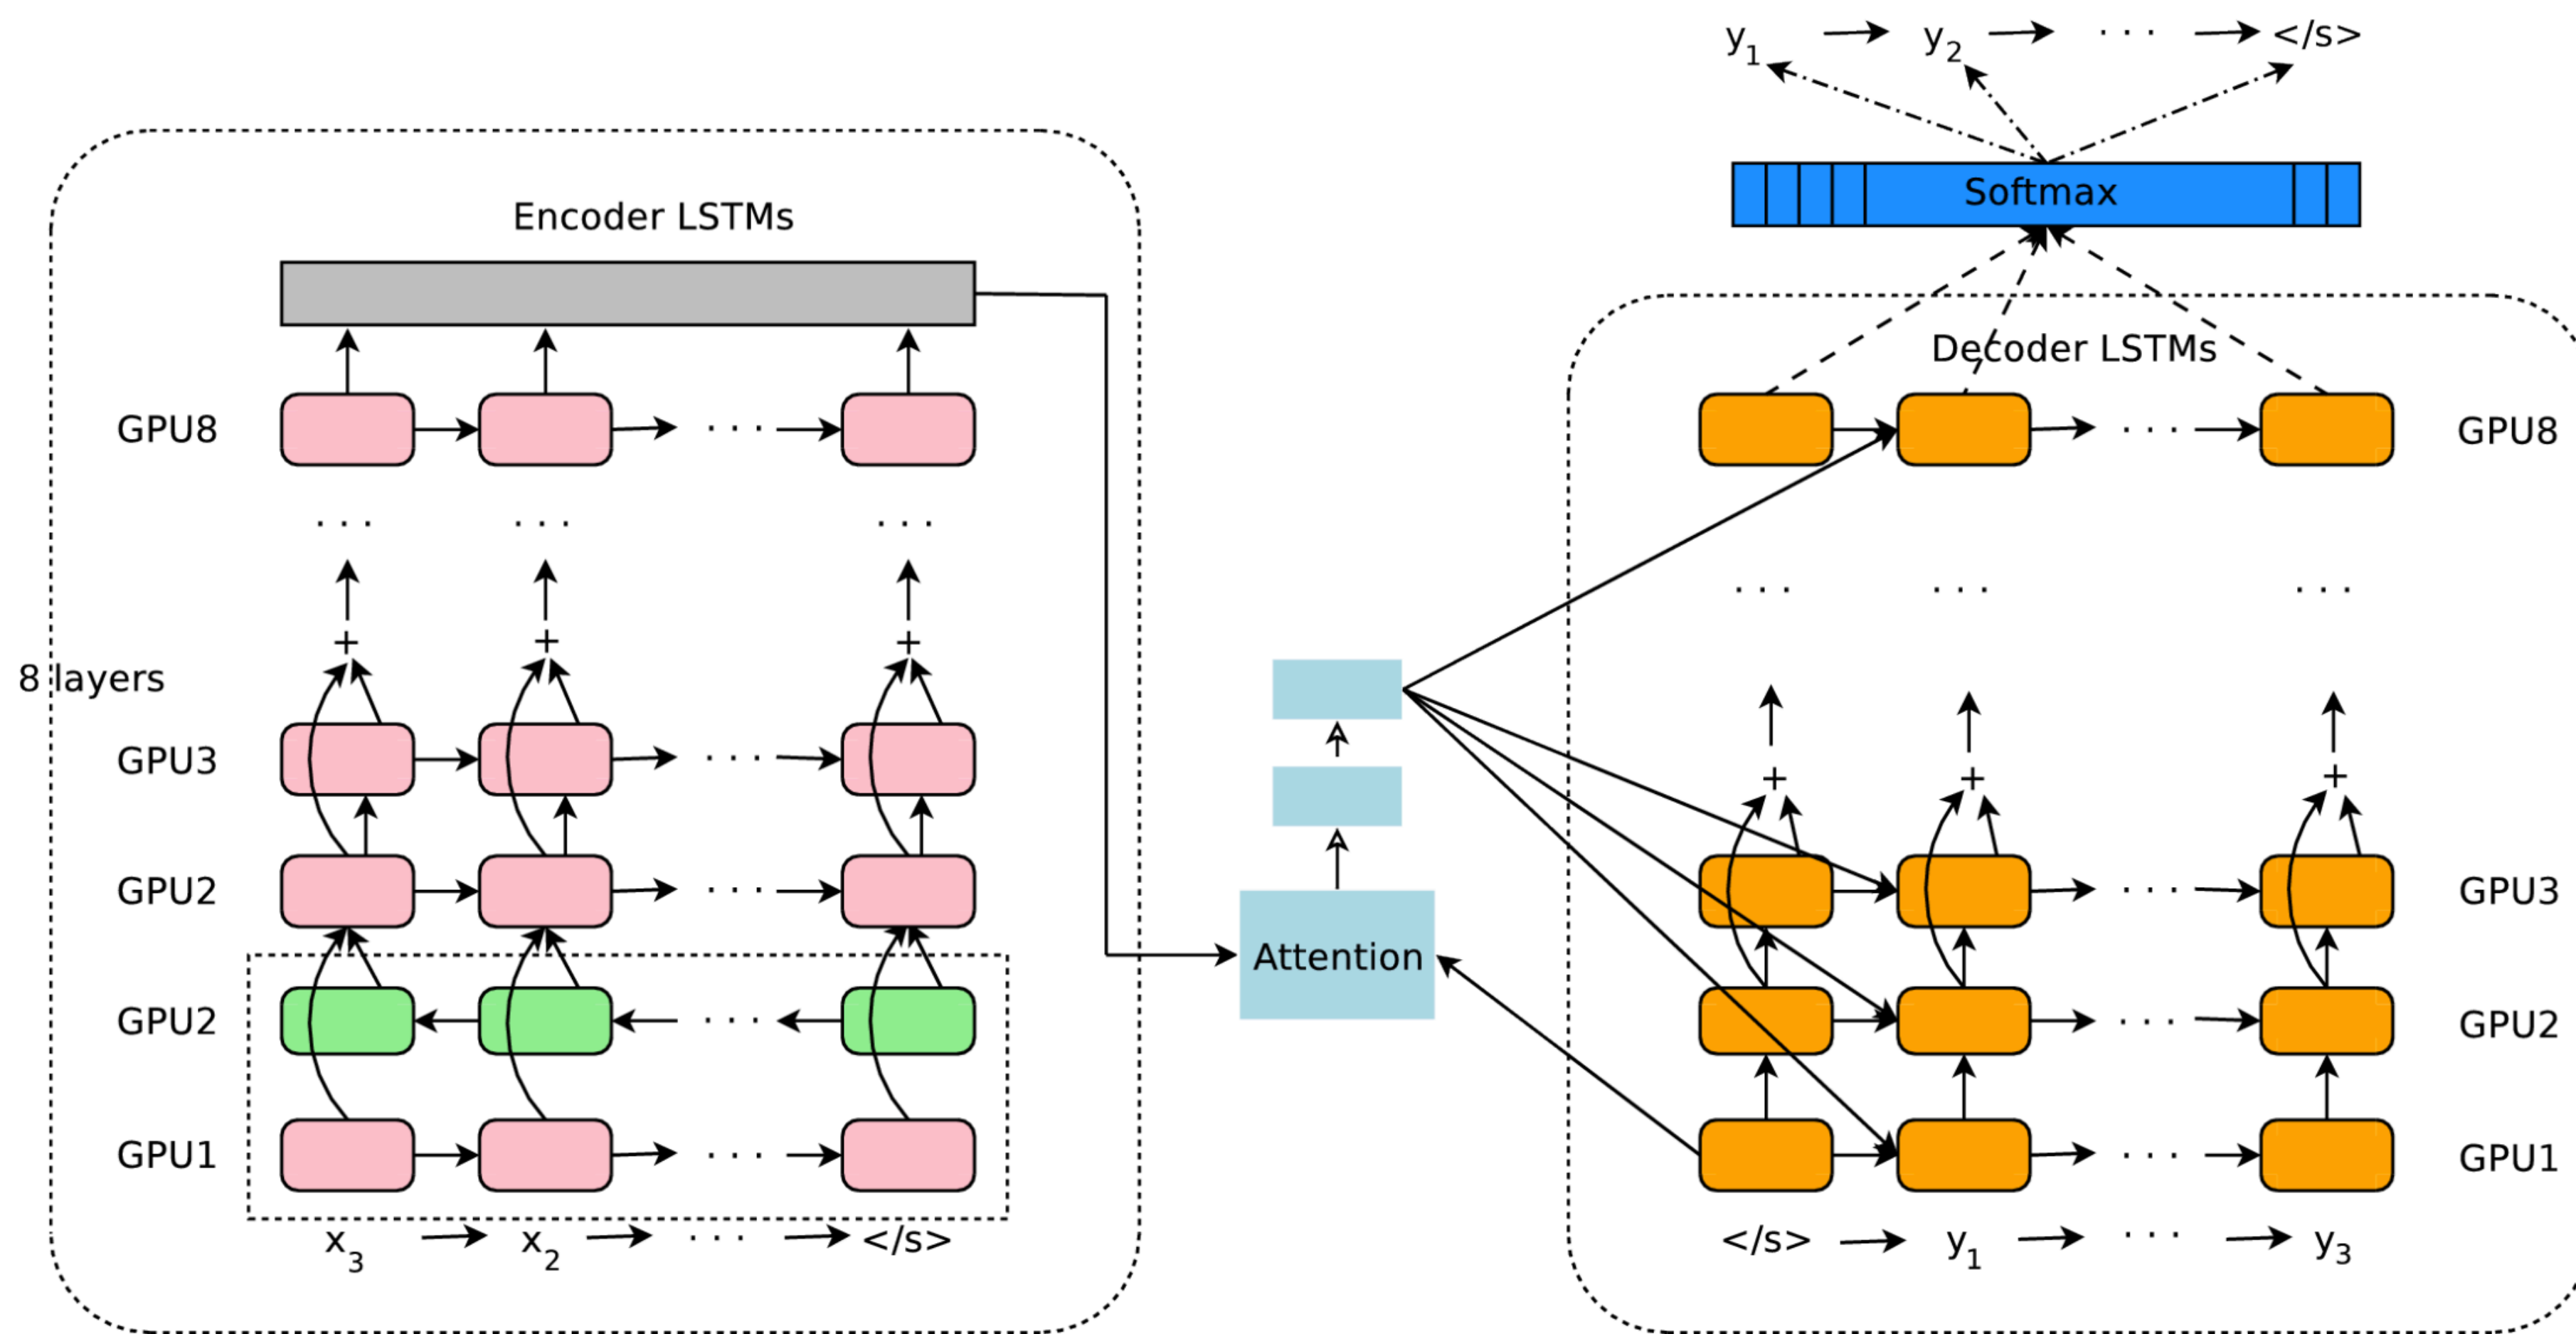 y1 → y2 → · · · → </s>
Softmax
Encoder LSTMs
Decoder LSTMs
GPU8
· · ·
GPU8
· · ·
· · ·
· · ·
· · ·
+
+
+
8 layers
GPU3
· · ·
GPU2
· · ·
GPU2
· · ·
GPU1
· · ·
x3 → x2 → · · · → </s>
Attention
· · ·
· · ·
· · ·
· · ·
+
+
+
· · ·
GPU3
· · ·
GPU2
· · ·
GPU1
</s> → y1 → · · · → y3